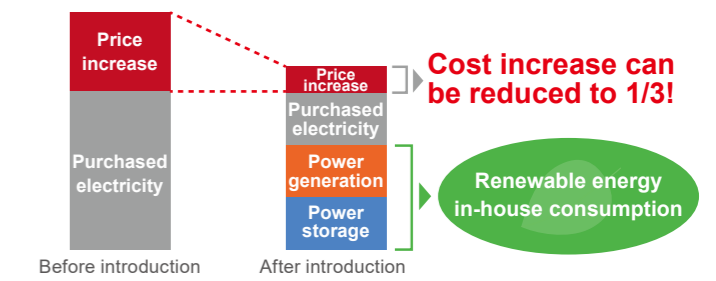 Price
increase
Purchased
electricity
Before introduction
Price
increase
Purchased
electricity
Power
generation
Power
storage
After introduction
Cost increase can
be reduced to 1/3!
Renewable energy
in-house consumption